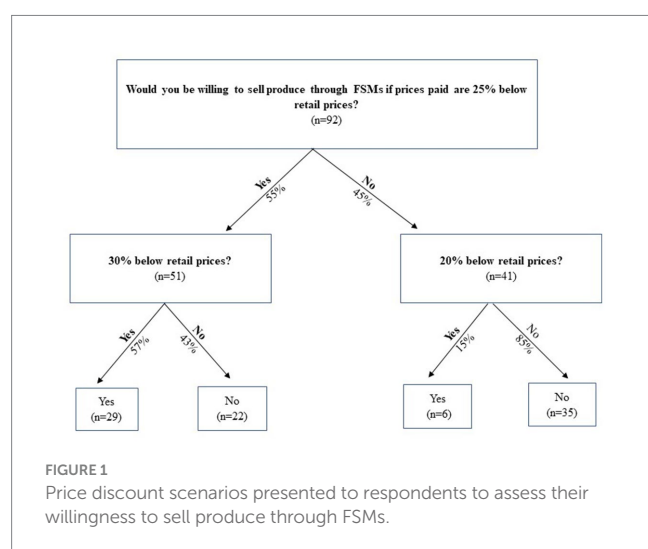 Would you be willing to sell produce through FSMs if prices paid are 25% below
retail prices?
(n=92)
Yes
55%
No
45%
30% below retail prices?
(n=51)
20% below retail prices?
(n=41)
Yes
57%
No
43%
Yes
15%
No
85%
Yes
(n=29)
No
(n=22)
Yes
(n=6)
No
(n=35)
FIGURE 1
Price discount scenarios presented to respondents to assess their
willingness to sell produce through FSMs.